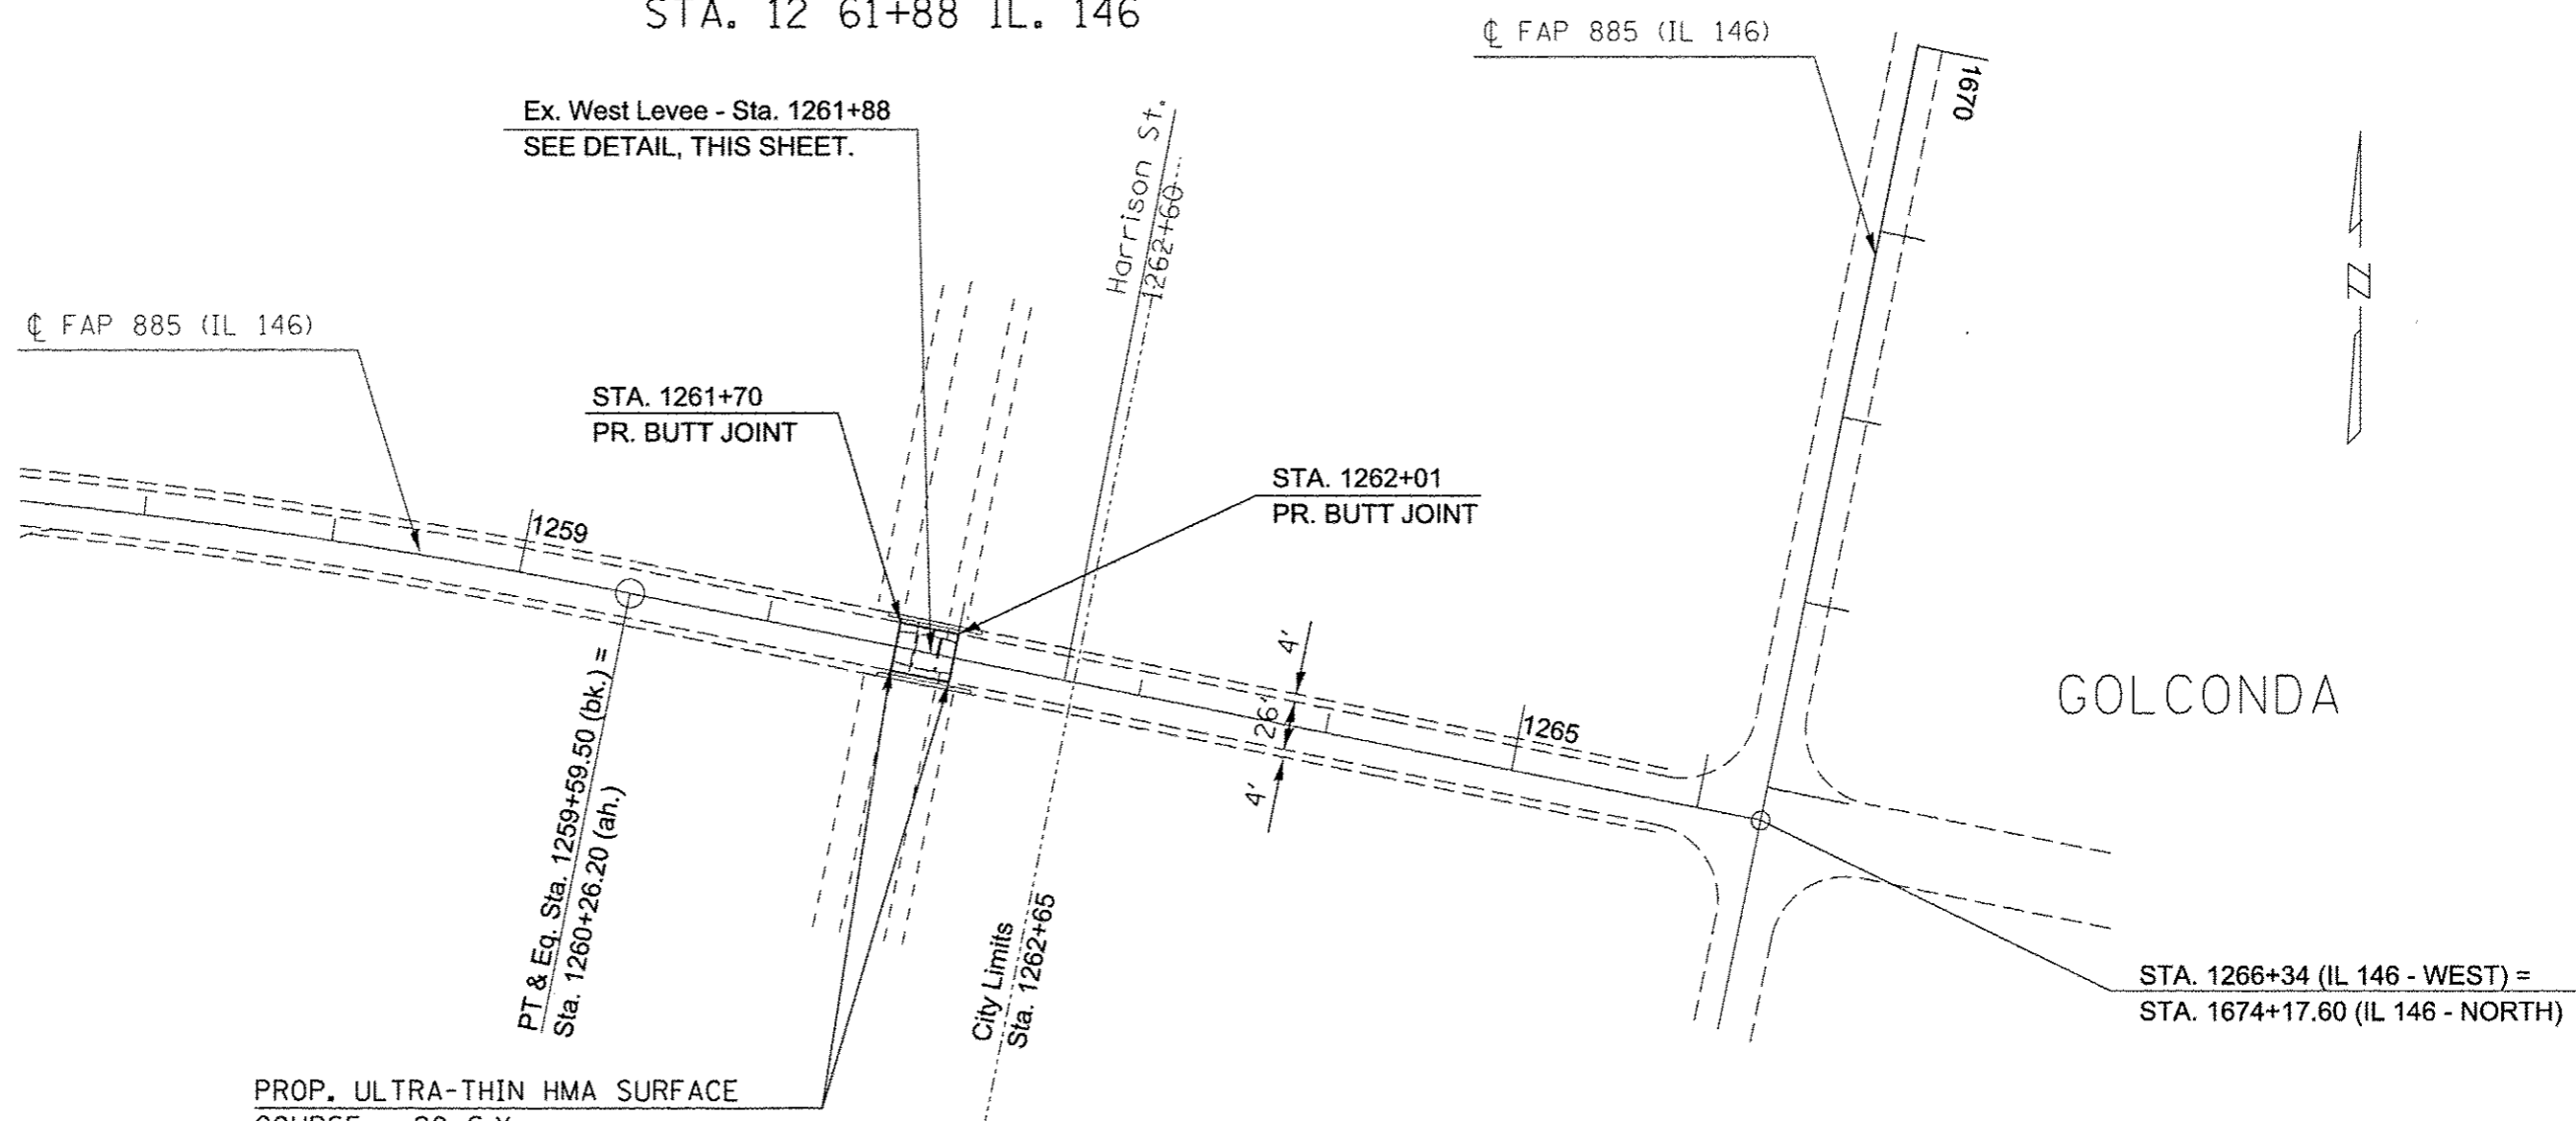 STA. 12 61+88 IL. 146
℄ FAP 885 (IL 146)
1670
Ex. West Levee - Sta. 1261+88
SEE DETAIL, THIS SHEET.
Harrison St.
1262+60
N
℄ FAP 885 (IL 146)
STA. 1261+70
PR. BUTT JOINT
STA. 1262+01
PR. BUTT JOINT
1259
4'
26'
4'
1265
GOLCONDA
PT & Eq. Sta. 1259+59.50 (bk.) =
Sta. 1260+26.20 (ah.)
City Limits
Sta. 1262+65
STA. 1266+34 (IL 146 - WEST) =
STA. 1674+17.60 (IL 146 - NORTH)
PROP. ULTRA-THIN HMA SURFACE